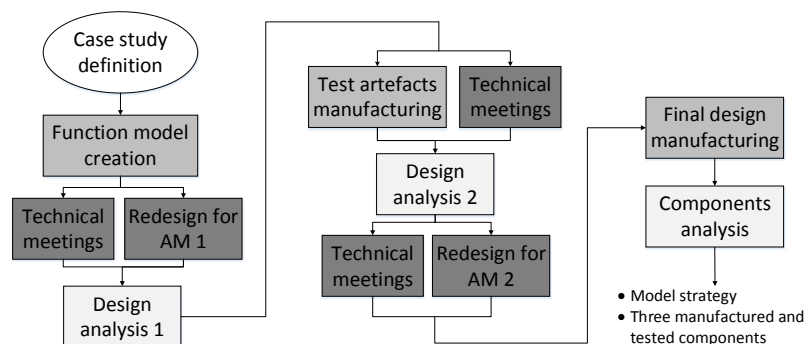 Case study
definition
Function model
creation
Technical
meetings
Redesign for
AM 1
Design
analysis 1
Test artefacts
manufacturing
Technical
meetings
Design
analysis 2
Technical
meetings
Redesign for
AM 2
Final design
manufacturing
Components
analysis
• Model strategy
• Three manufactured and
tested components